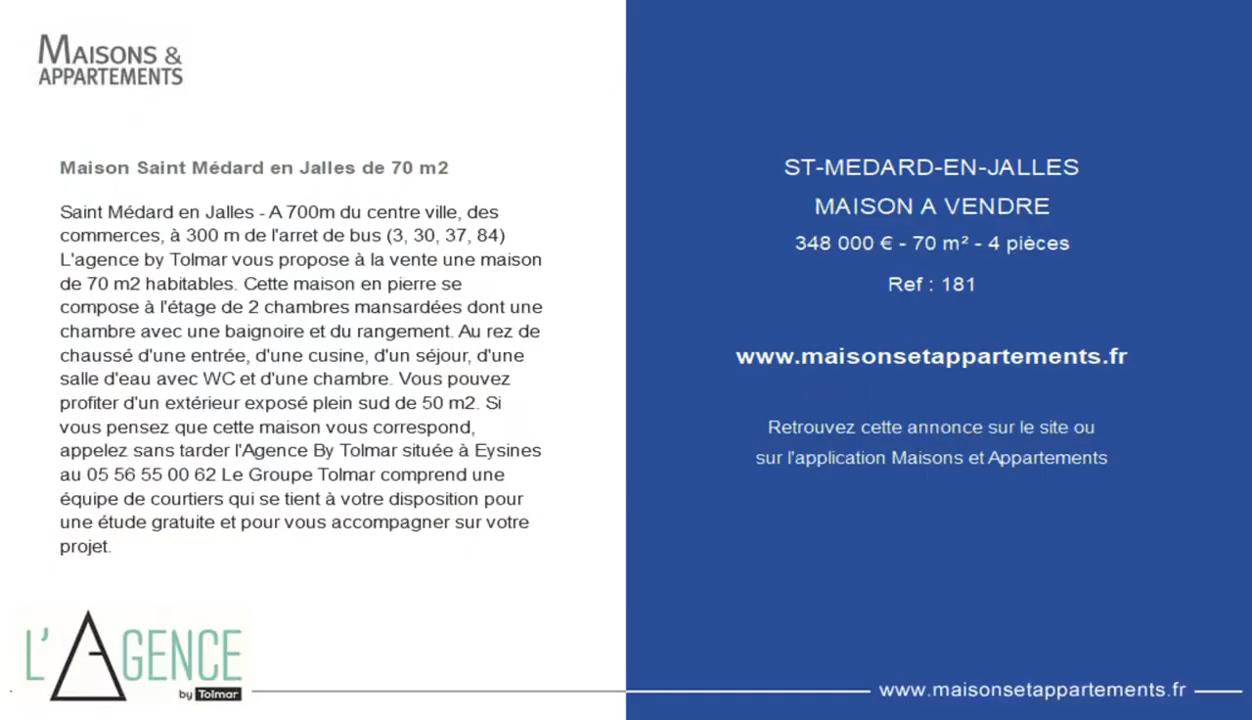 MAISONS &
APPARTEMENTS
Maison Saint Médard en Jalles de 70 m2
Saint Médard en Jalles - A 700m du centre ville, des
commerces, à 300 m de l'arret de bus (3, 30, 37, 84)
L'agence by Tolmar vous propose à la vente une maison
de 70 m2 habitables. Cette maison en pierre se
compose à l'étage de 2 chambres mansardées dont une
chambre avec une baignoire et du rangement. Au rez de
chaussé d'une entrée, d'une cusine, d'un séjour, d'une
salle d'eau avec WC et d'une chambre. Vous pouvez
profiter d'un extérieur exposé plein sud de 50 m2. Si
vous pensez que cette maison vous correspond,
appelez sans tarder l'Agence By Tolmar située à Eysines
au 05 56 55 00 62 Le Groupe Tolmar comprend une
équipe de courtiers qui se tient à votre disposition pour
une étude gratuite et pour vous accompagner sur votre
projet.
L'AGENCE
by Tolmar
ST-MEDARD-EN-JALLES
MAISON A VENDRE
348 000 € - 70 m² - 4 pièces
Ref : 181
www.maisonsetappartements.fr
Retrouvez cette annonce sur le site ou
sur l'application Maisons et Appartements
www.maisonsetappartements.fr